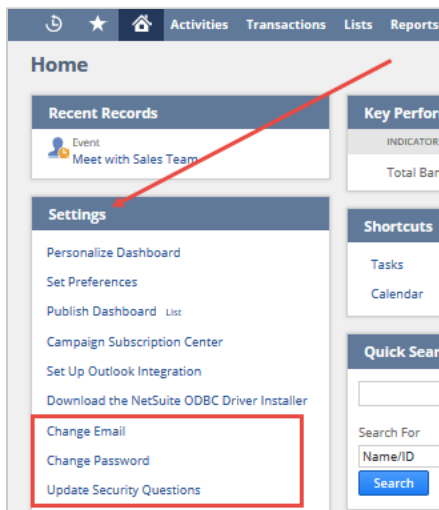 Activities Transactions Lists Reports
Home
Recent Records
Event
Meet with Sales Team
Settings
Personalize Dashboard
Set Preferences
Publish Dashboard List
Campaign Subscription Center
Set Up Outlook Integration
Download the NetSuite ODBC Driver Installer
Change Email
Change Password
Update Security Questions
Key Perfor
INDICATOR
Total Bar
Shortcuts
Tasks
Calendar
Quick Sear
Search For
Name/ID
Search